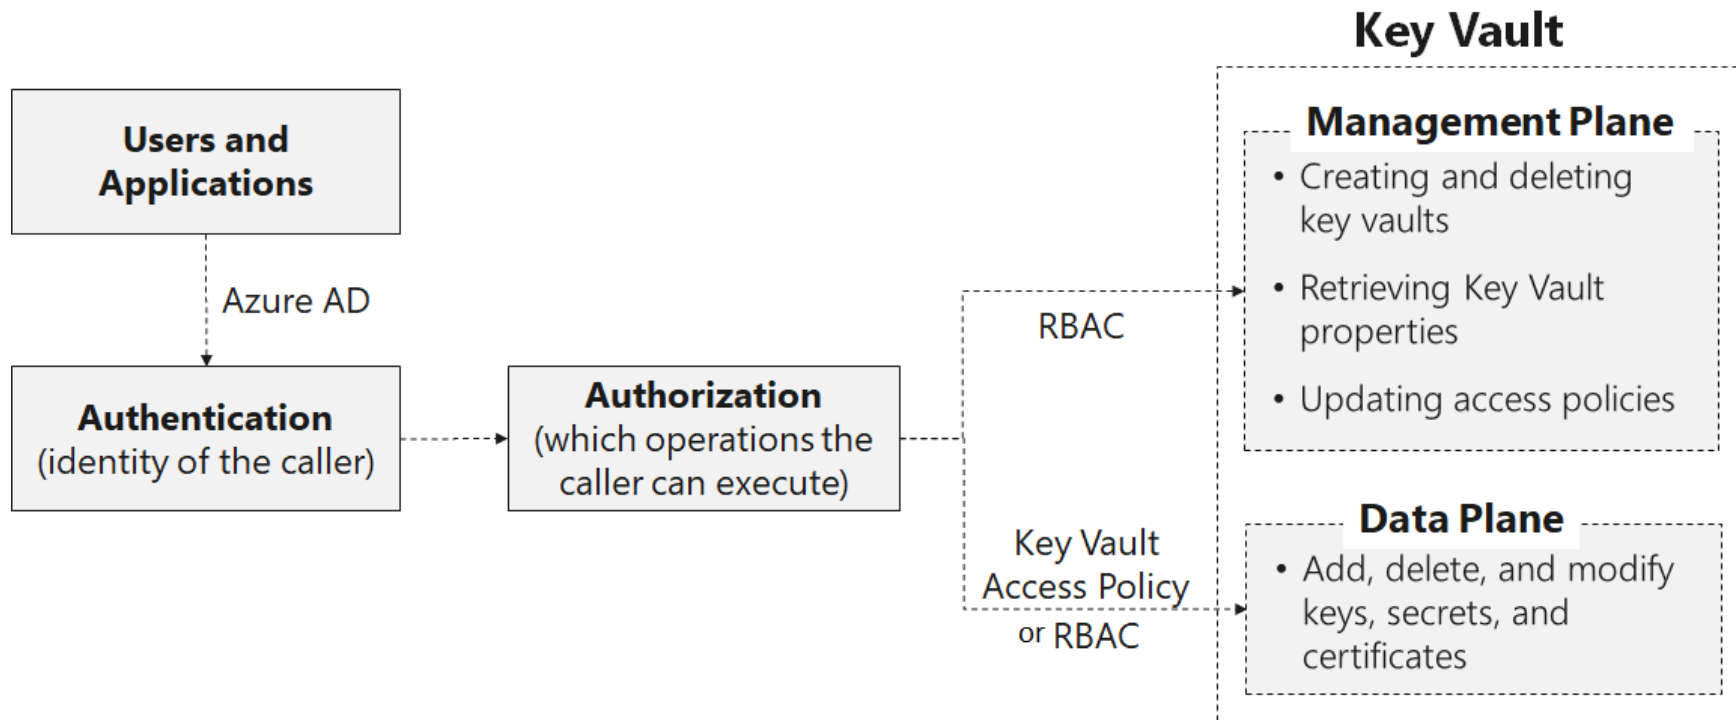 Key Vault
Users and
Applications
Azure AD
Authentication
(identity of the caller)
Authorization
(which operations the
caller can execute)
RBAC
Key Vault
Access Policy
or RBAC
Management Plane
• Creating and deleting
key vaults
• Retrieving Key Vault
properties
• Updating access policies
Data Plane
• Add, delete, and modify
keys, secrets, and
certificates